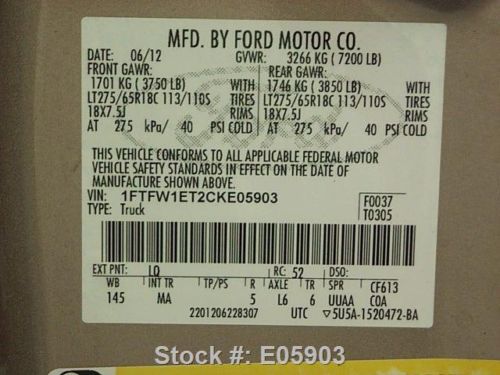 MFD. BY FORD MOTOR CO.
DATE: 06/12 GVWR: 3266 KG ( 7200 LB)
FRONT GAWR: REAR GAWR:
1701 KG ( 3750 LB) WITH 1746 KG ( 3850 LB) WITH
LT275/65R18C 113/110S TIRES LT275/65R18C 113/110S TIRES
18X7.5J RIMS 18X7.5J RIMS
AT 275 kPa/ 40 PSI COLD AT 275 kPa/ 40 PSI COLD
THIS VEHICLE CONFORMS TO ALL APPLICABLE FEDERAL MOTOR
VEHICLE SAFETY STANDARDS IN EFFECT ON THE DATE OF
MANUFACTURE SHOWN ABOVE.
VIN: 1FTFW1ET2CKE05903 F0037
TYPE: Truck T0305
EXT PNT: LQ RC: 52 DSO:
WB INT TR TP/PS R AXLE TR SPR CF613
145 MA 5 L6 6 UUAA COA
2201206228307 UTC ▽5U5A-1520472-BA
Stock #: E05903